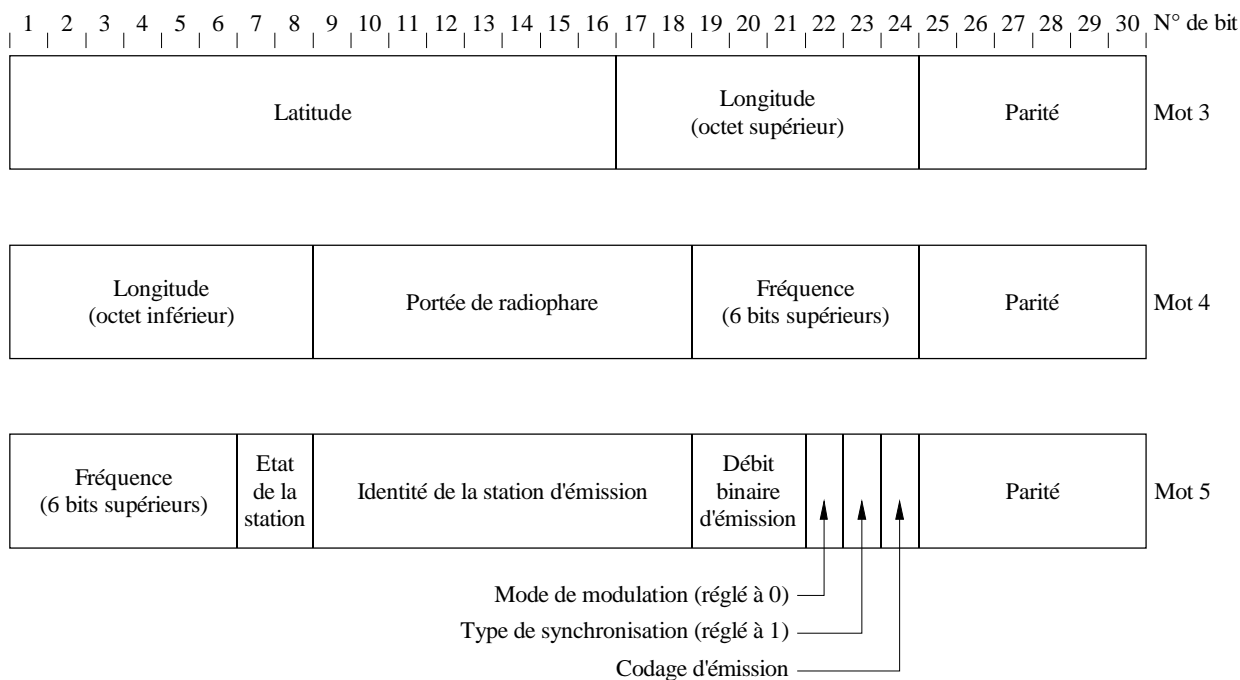 1 2 3 4 5 6 7 8 9 10 11 12 13 14 15 16 17 18 19 20 21 22 23 24 25 26 27 28 29 30 N° de bit
Latitude
Longitude
(octet supérieur)
Parité
Mot 3
Longitude
(octet inférieur)
Portée de radiophare
Fréquence
(6 bits supérieurs)
Parité
Mot 4
Fréquence
(6 bits supérieurs)
Etat
de la
station
Identité de la station d'émission
Débit
binaire
d'émission
Parité
Mot 5
Mode de modulation (réglé à 0)
Type de synchronisation (réglé à 1)
Codage d'émission